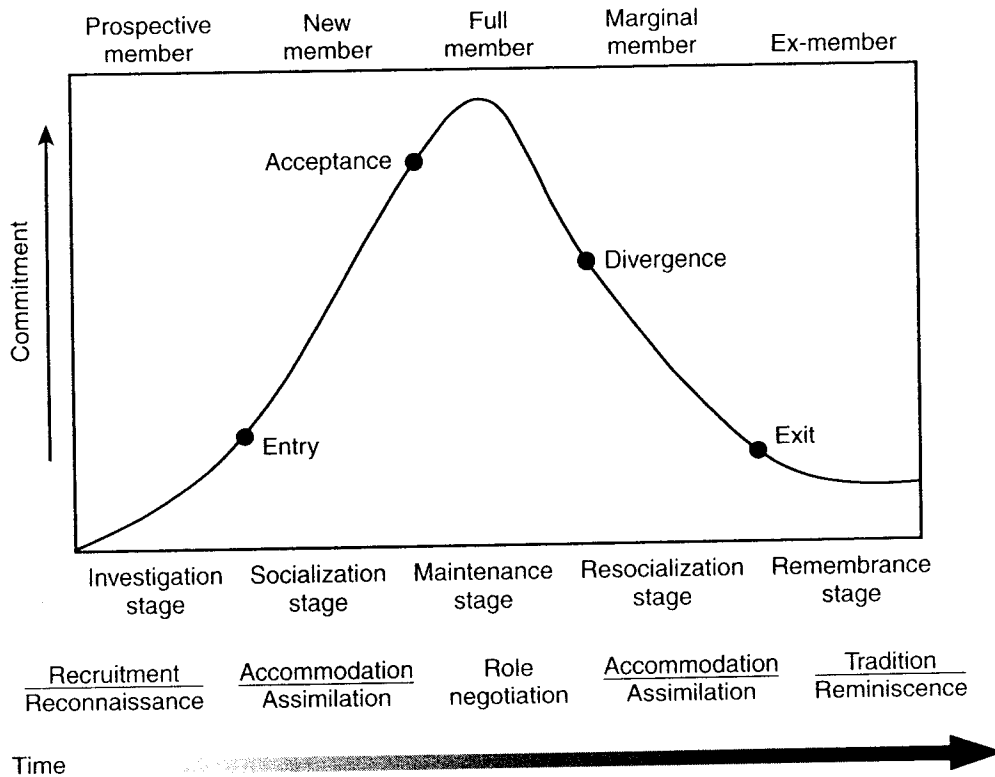 Prospective
member
New
member
Full
member
Marginal
member
Ex-member
Commitment
Acceptance
Divergence
Entry
Exit
Investigation
stage
Socialization
stage
Maintenance
stage
Resocialization
stage
Remembrance
stage
Recruitment
Reconnaissance
Accommodation
Assimilation
Role
negotiation
Accommodation
Assimilation
Tradition
Reminiscence
Time